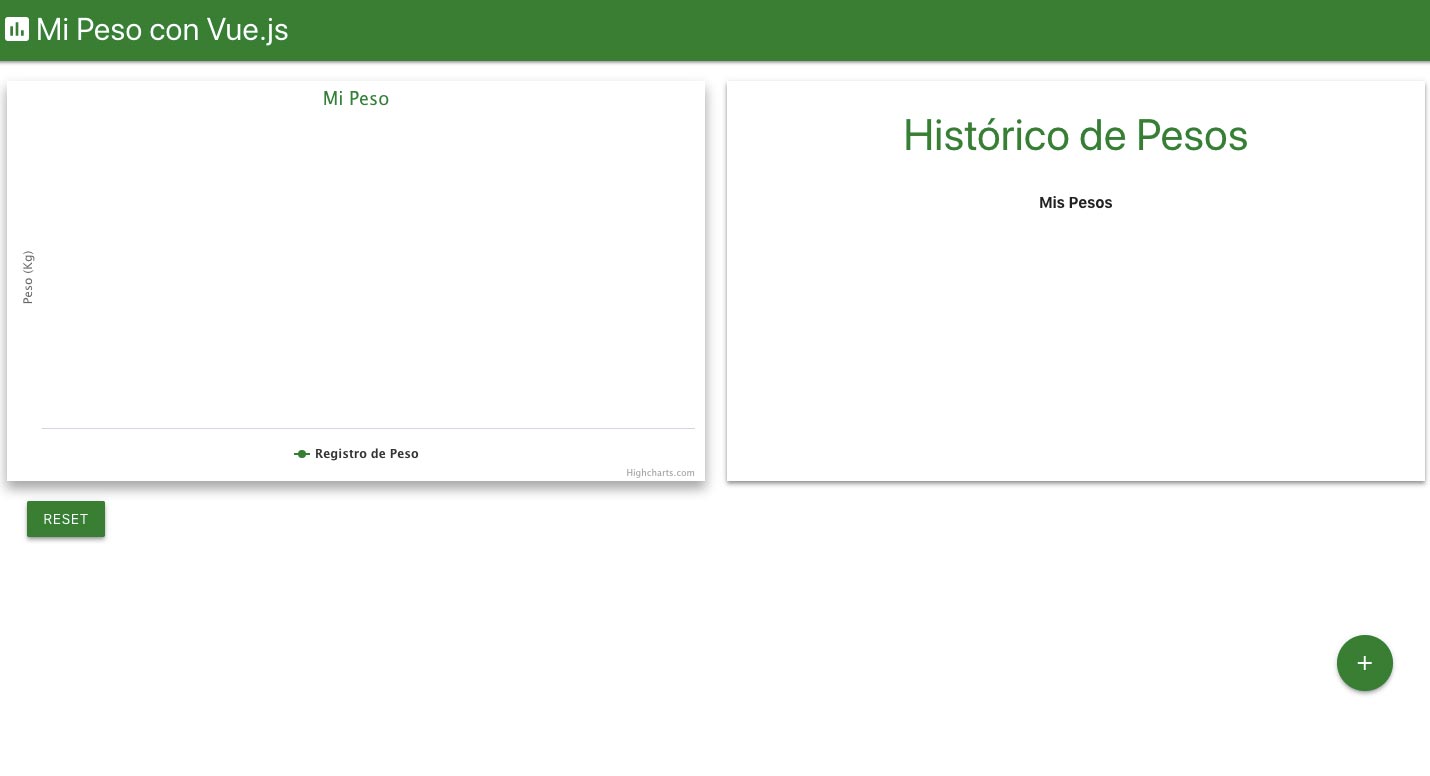 Mi Peso con Vue.js
Mi Peso
Peso (Kg)
Registro de Peso
Highcharts.com
Histórico de Pesos
Mis Pesos
RESET
+